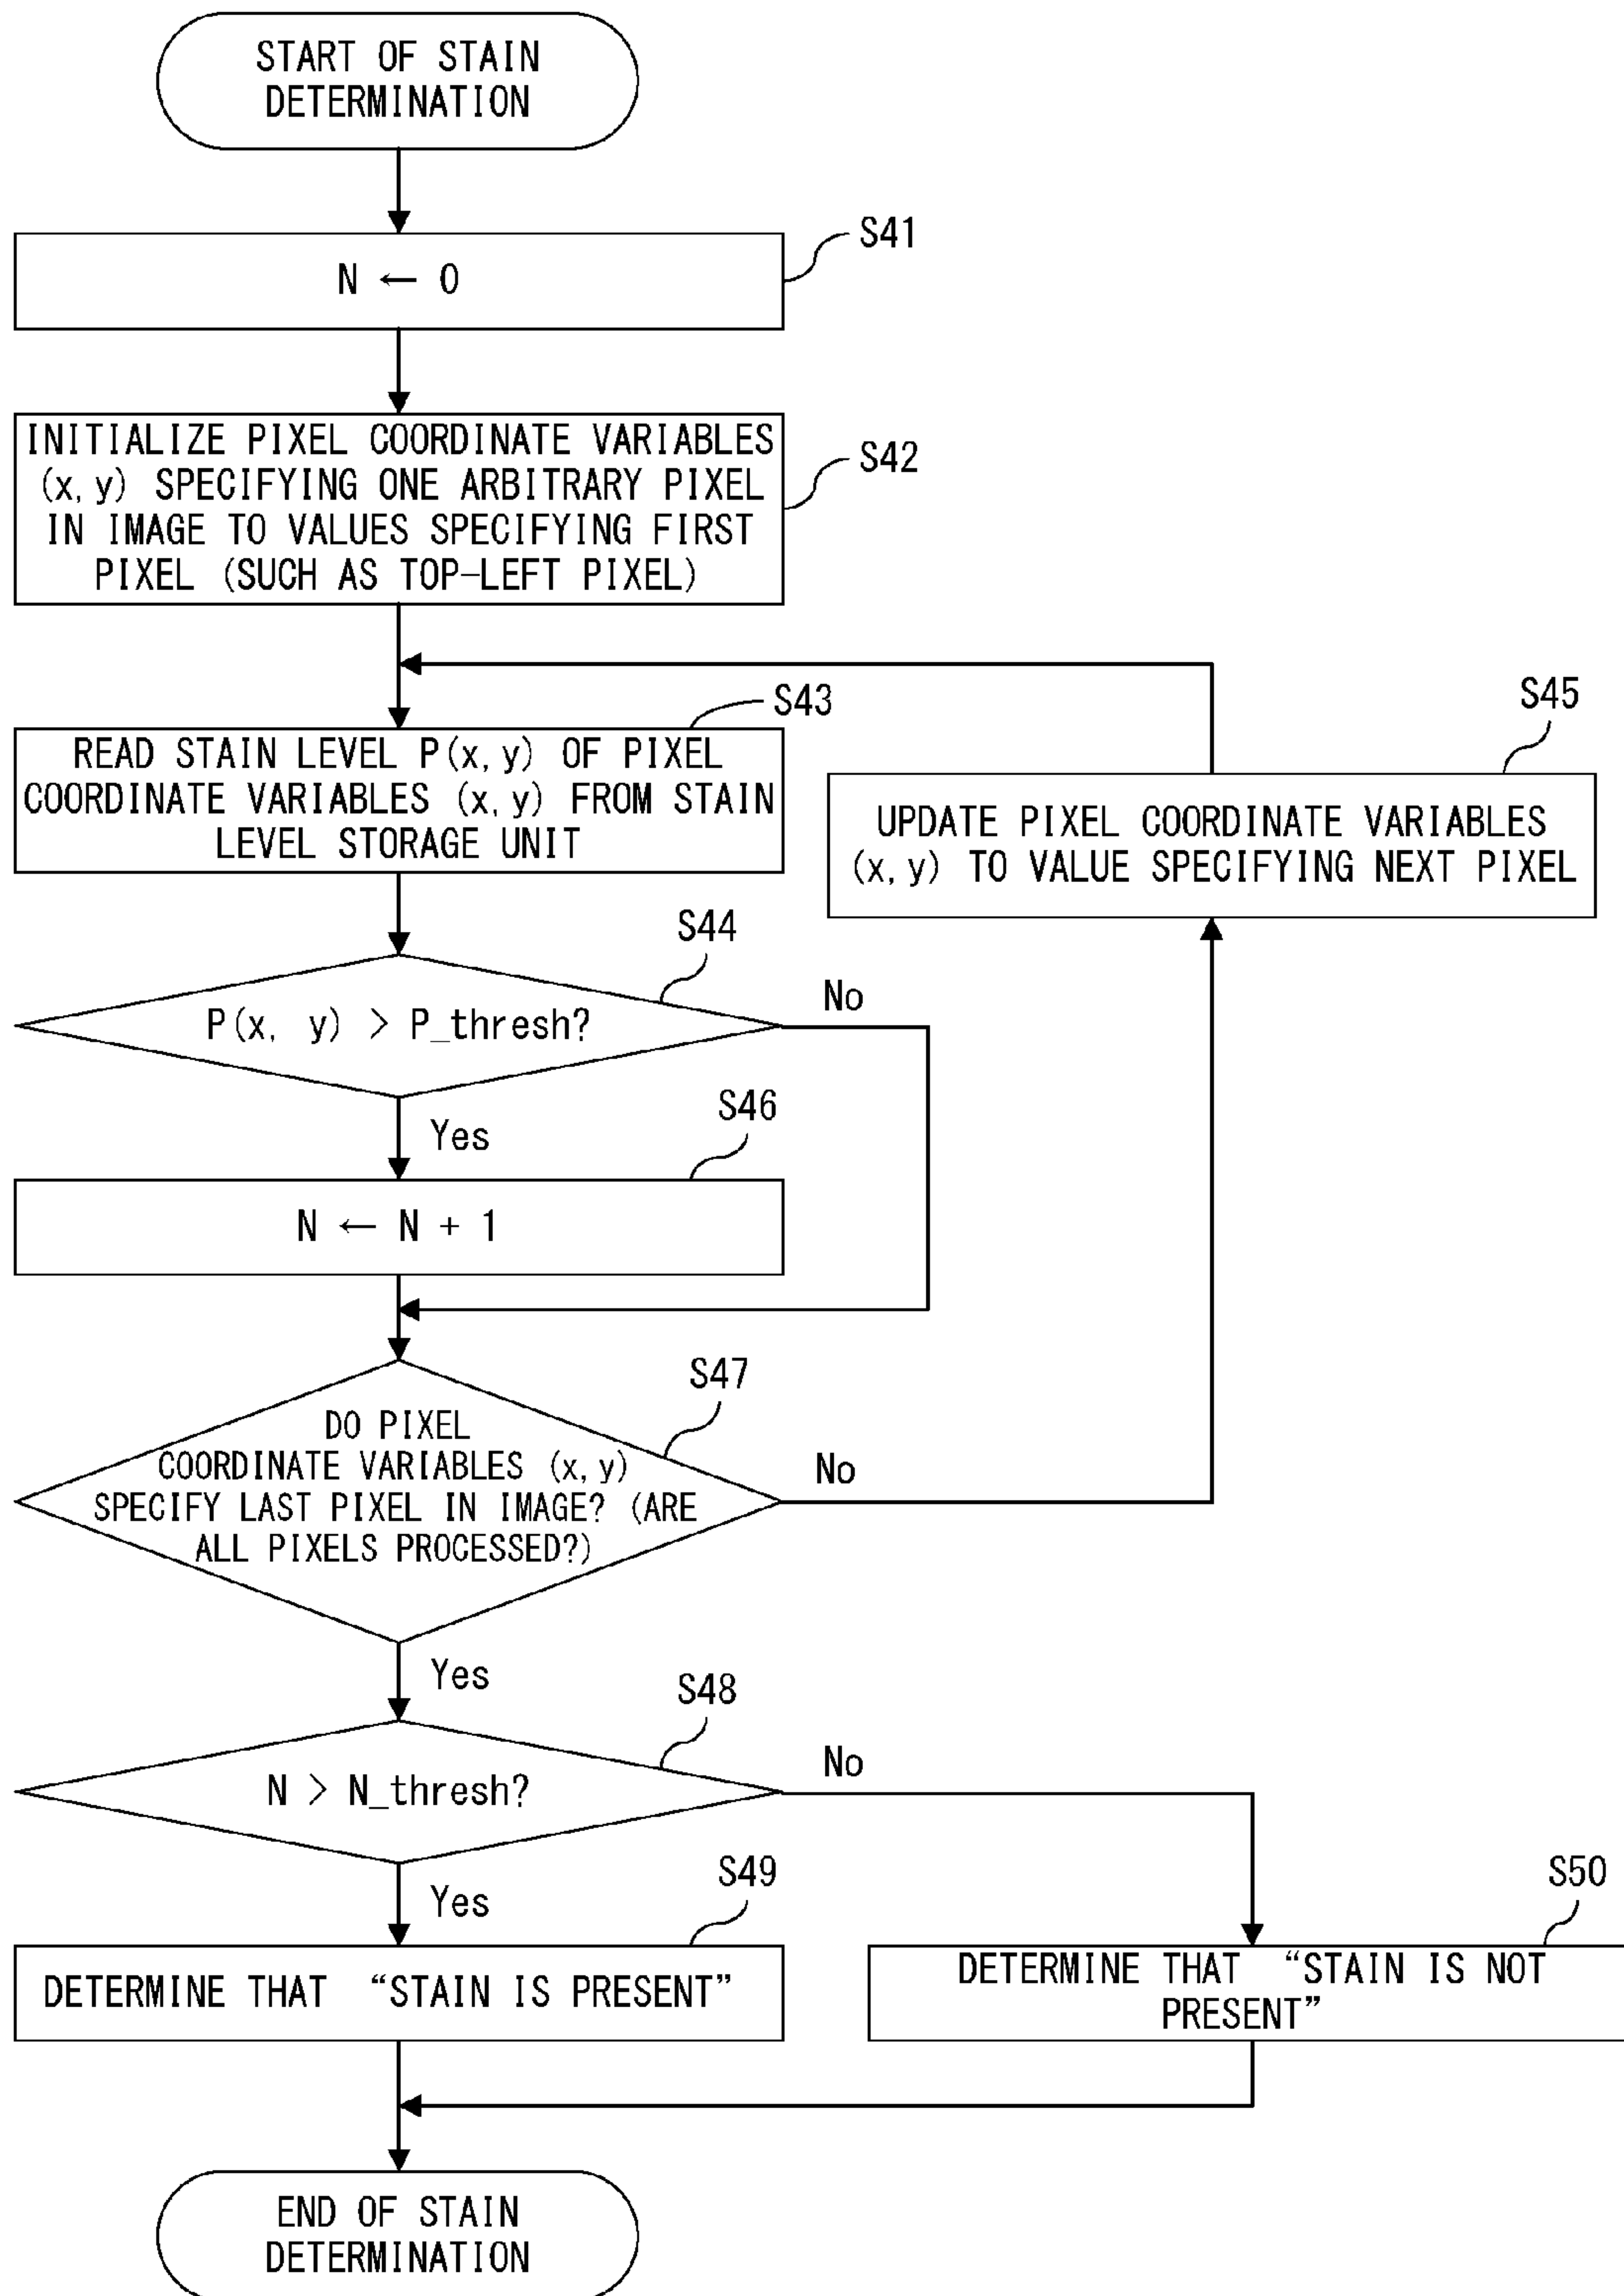 START OF STAIN
DETERMINATION
S41
N ← 0
INITIALIZE PIXEL COORDINATE VARIABLES
(x, y) SPECIFYING ONE ARBITRARY PIXEL
IN IMAGE TO VALUES SPECIFYING FIRST
PIXEL (SUCH AS TOP-LEFT PIXEL)
S42
S43
READ STAIN LEVEL P(x, y) OF PIXEL
COORDINATE VARIABLES (x, y) FROM STAIN
LEVEL STORAGE UNIT
S45
UPDATE PIXEL COORDINATE VARIABLES
(x, y) TO VALUE SPECIFYING NEXT PIXEL
S44
P(x, y) > P_thresh?
No
Yes
S46
N ← N + 1
S47
DO PIXEL
COORDINATE VARIABLES (x, y)
SPECIFY LAST PIXEL IN IMAGE? (ARE
ALL PIXELS PROCESSED?)
No
Yes
S48
N > N_thresh?
No
Yes
S49
DETERMINE THAT “STAIN IS PRESENT”
S50
DETERMINE THAT “STAIN IS NOT
PRESENT”
END OF STAIN
DETERMINATION